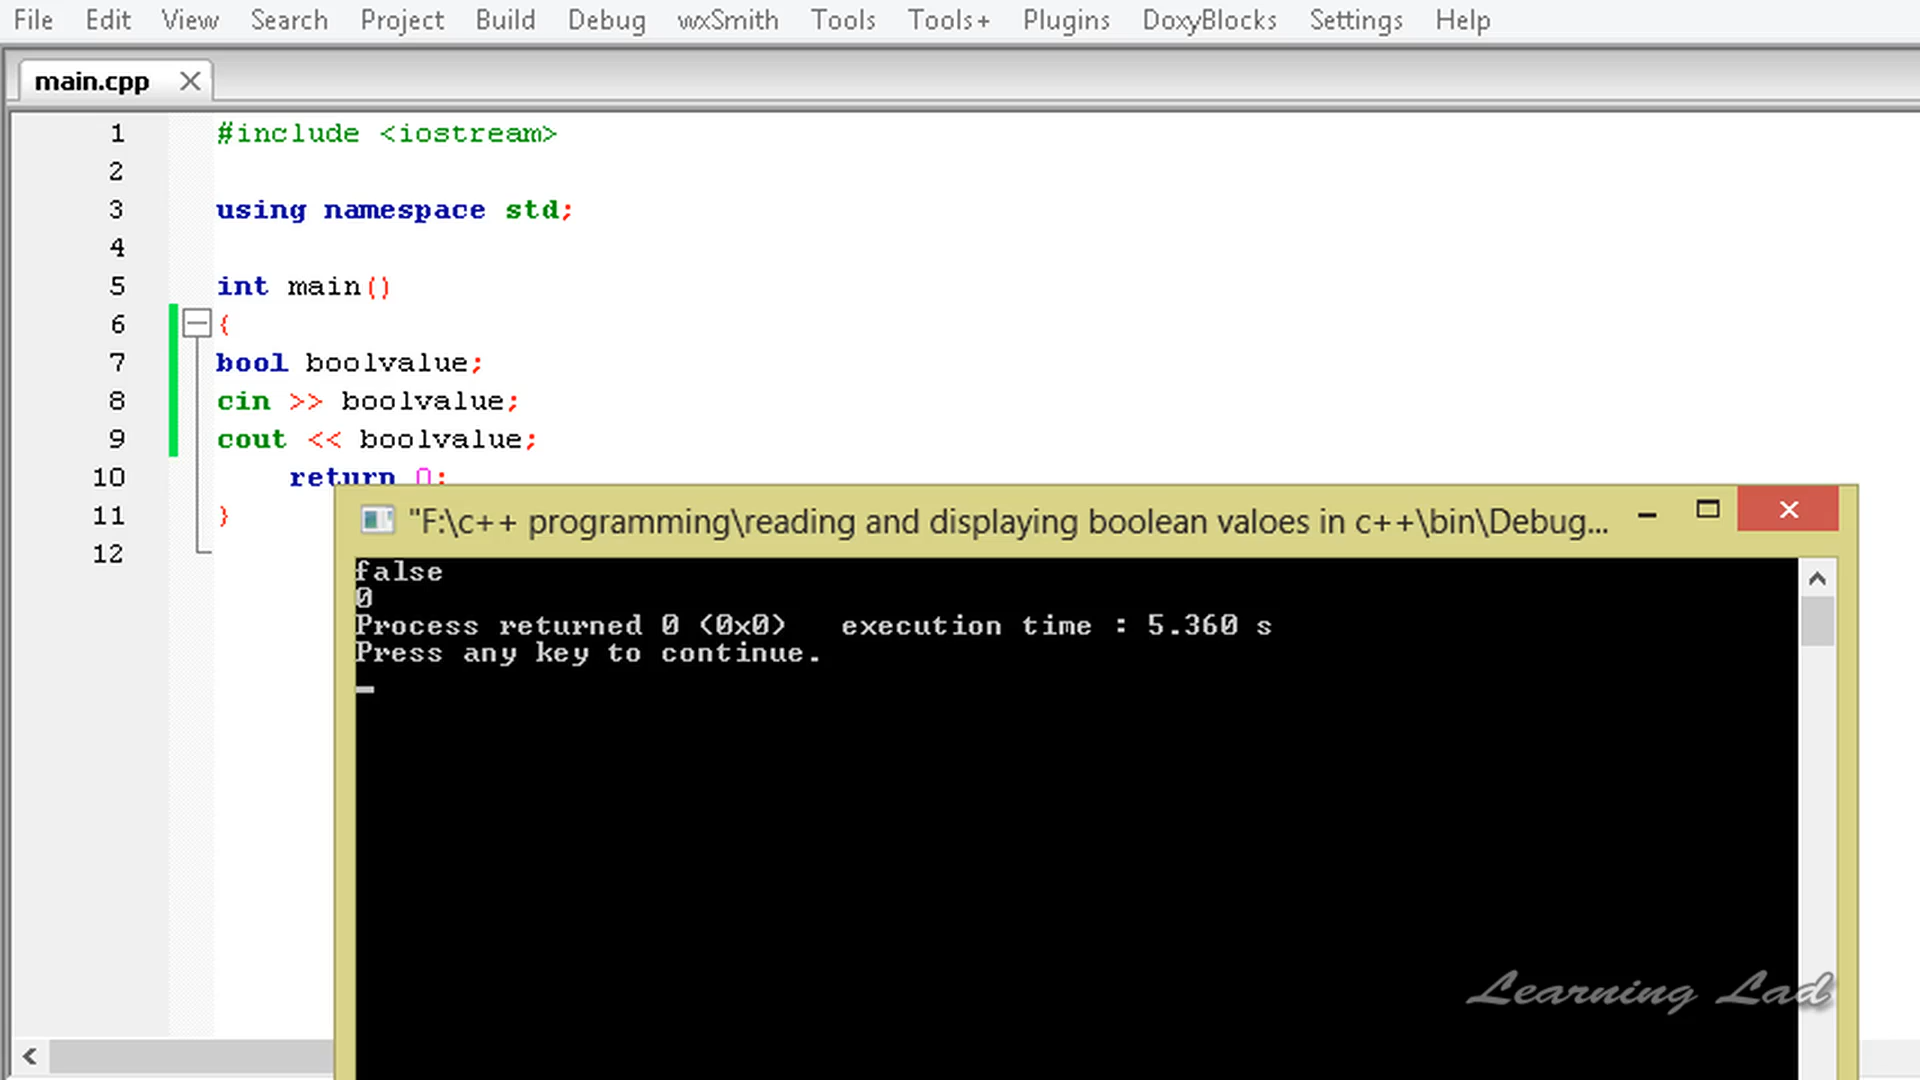 File Edit View Search Project Build Debug wxSmith Tools Tools+ Plugins DoxyBlocks Settings Help
main.cpp
1 #include <iostream>
2
3 using namespace std;
4
5 int main()
6 {
7 bool boolvalue;
8 cin >> boolvalue;
9 cout << boolvalue;
10 return 0;
11 }
12
"F:\c++ programming\reading and displaying boolean valoes in c++\bin\Debug...
false
0
Process returned 0 (0x0) execution time : 5.360 s
Press any key to continue.
Learning Lad